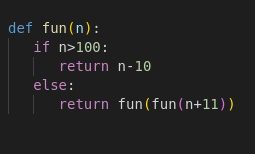 def fun(n):
    if n>100:
        return n-10
    else:
        return fun(fun(n+11))